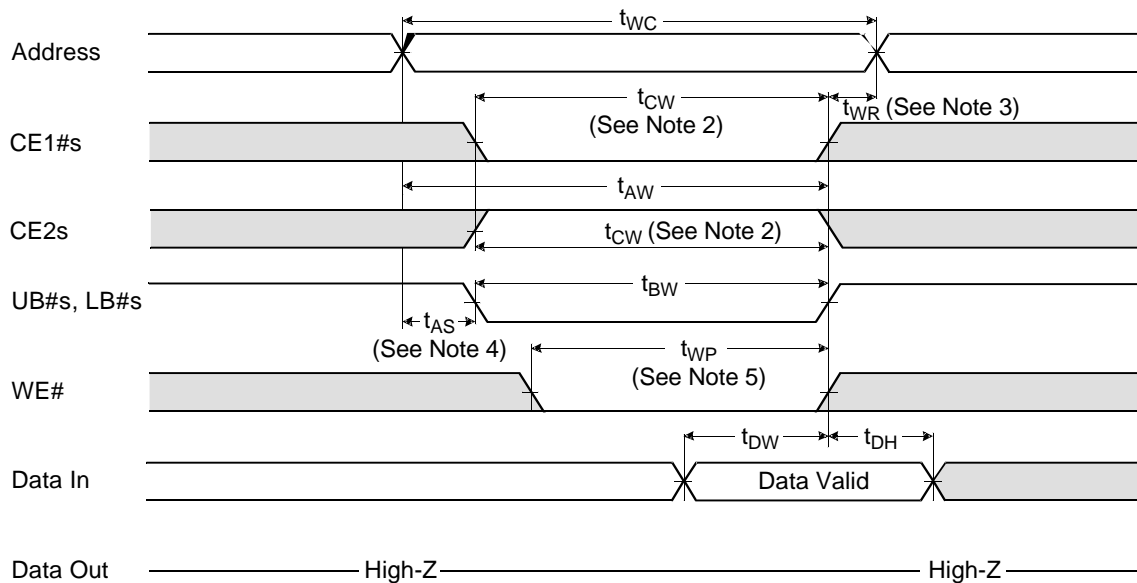 tWC
Address
tCW
(See Note 2)
tWR (See Note 3)
CE1#s
tAW
CE2s
tCW (See Note 2)
UB#s, LB#s
tBW
tAS
(See Note 4)
tWP
(See Note 5)
WE#
tDW
tDH
Data In
Data Valid
Data Out
High-Z
High-Z